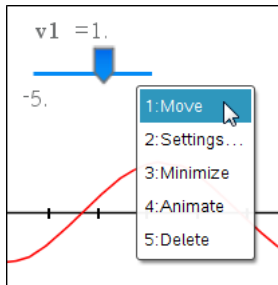 v1 =1.
-5.
1:Move
2:Settings...
3:Minimize
4:Animate
5:Delete